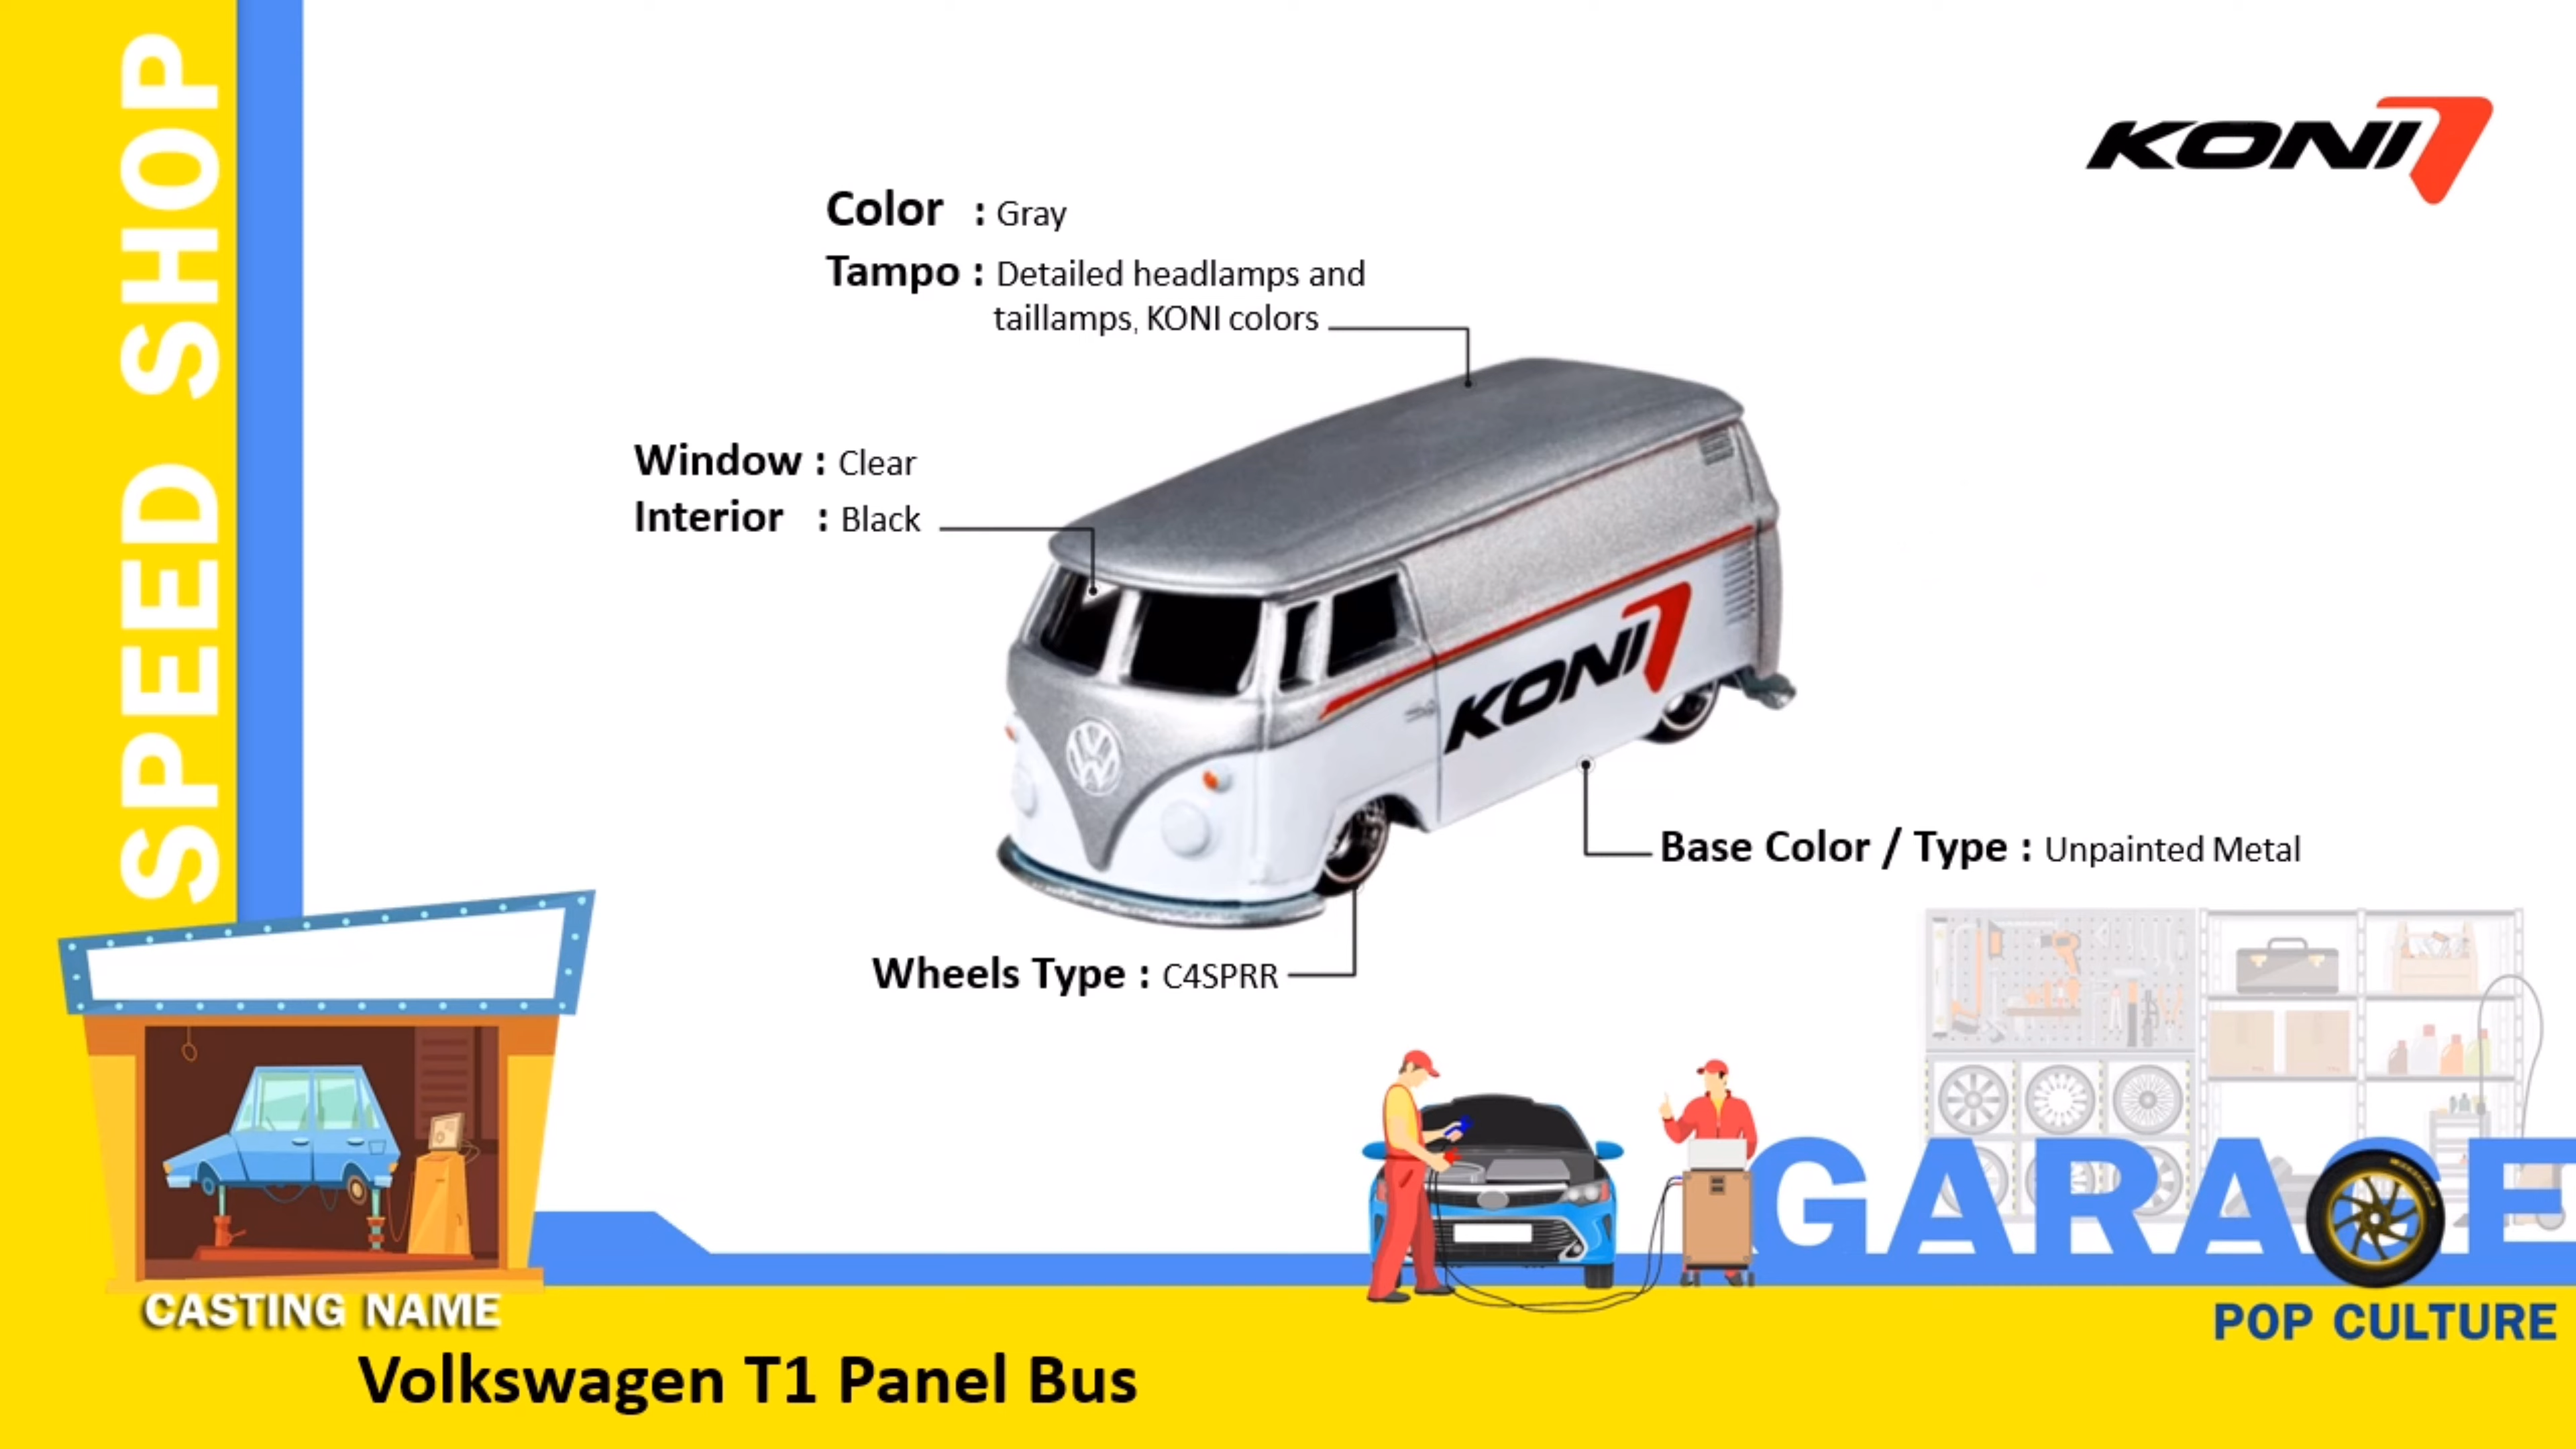 SPEED SHOP
KONI
Color : Gray
Tampo : Detailed headlamps and
taillamps, KONI colors
Window : Clear
Interior : Black
KONI
Base Color / Type : Unpainted Metal
Wheels Type : C4SPRR
GARAGE
CASTING NAME
POP CULTURE
Volkswagen T1 Panel Bus